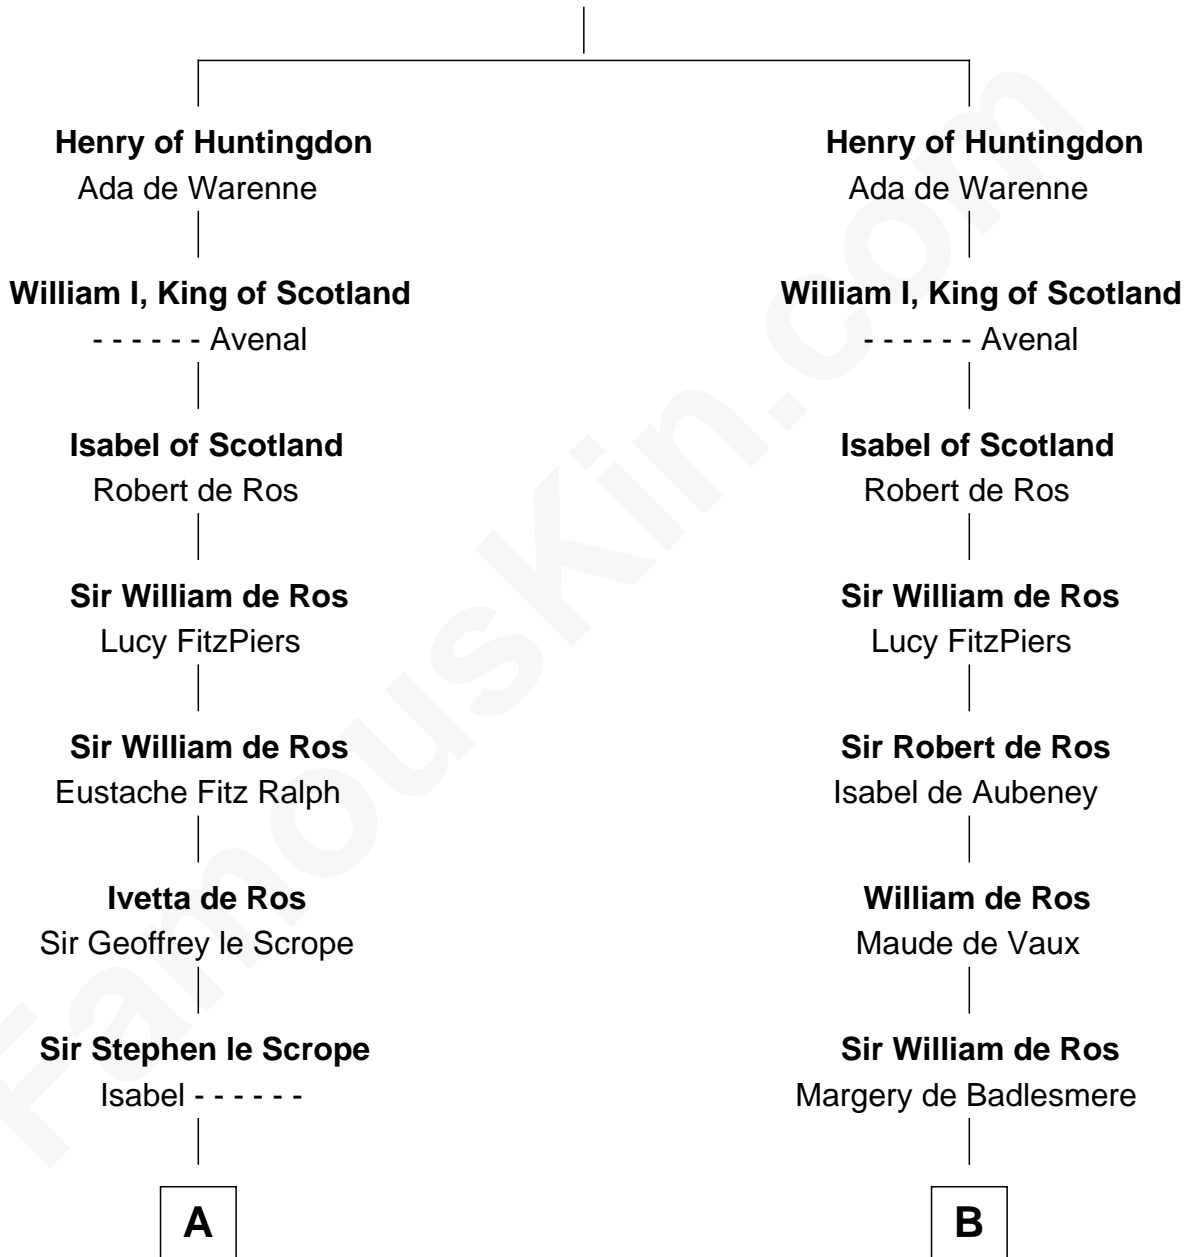 Henry of Huntingdon
Ada de Warenne
William I, King of Scotland
- - - - - - Avenal
Isabel of Scotland
Robert de Ros
Sir William de Ros
Lucy FitzPiers
Sir William de Ros
Eustache Fitz Ralph
Ivetta de Ros
Sir Geoffrey le Scrope
Sir Stephen le Scrope
Isabel - - - - - -
A
Henry of Huntingdon
Ada de Warenne
William I, King of Scotland
- - - - - - Avenal
Isabel of Scotland
Robert de Ros
Sir William de Ros
Lucy FitzPiers
Sir Robert de Ros
Isabel de Aubeney
William de Ros
Maude de Vaux
Sir William de Ros
Margery de Badlesmere
B
FamousKin.com